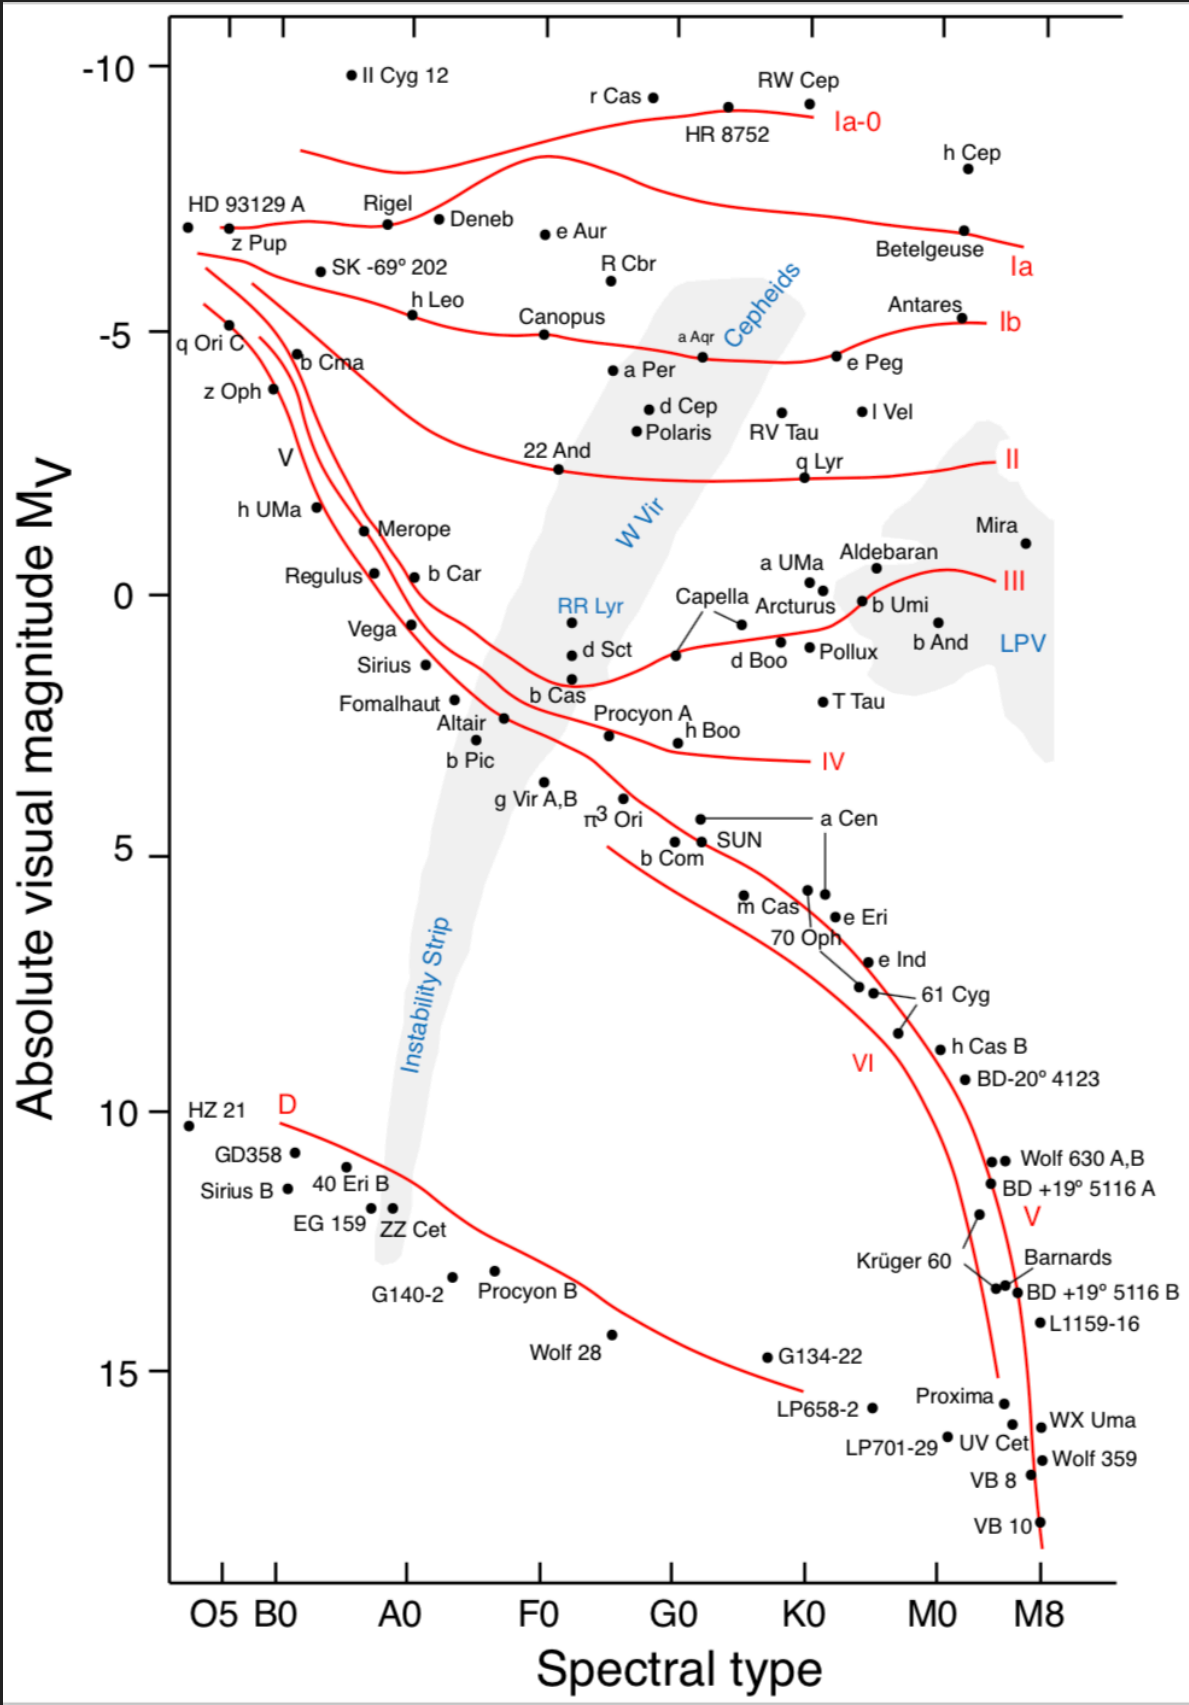 -10
II Cyg 12
r Cas
RW Cep
HR 8752
Ia-0
h Cep
HD 93129 A
Rigel
Deneb
z Pup
e Aur
Betelgeuse
Ia
SK -69º 202
R Cbr
Cepheids
h Leo
Canopus
Antares
Ib
-5
q Ori C
a Aqr
b Cma
a Per
e Peg
z Oph
d Cep
l Vel
Polaris
RV Tau
V
22 And
q Lyr
II
h UMa
W Vir
Merope
Mira
Aldebaran
a UMa
Regulus
b Car
III
0
Capella
RR Lyr
Arcturus
b Umi
Vega
d Sct
d Boo
Pollux
b And
LPV
Sirius
b Cas
Fomalhaut
T Tau
Altair
Procyon A
h Boo
b Pic
IV
g Vir A,B
π3 Ori
a Cen
5
SUN
b Com
m Cas
e Eri
70 Oph
e Ind
61 Cyg
Instability Strip
h Cas B
VI
BD-20º 4123
10
HZ 21
D
GD358
40 Eri B
Sirius B
Wolf 630 A,B
BD +19º 5116 A
EG 159
ZZ Cet
V
Krüger 60
Barnards
G140-2
Procyon B
BD +19º 5116 B
L1159-16
Wolf 28
G134-22
15
LP658-2
Proxima
WX Uma
LP701-29
UV Cet
Wolf 359
VB 8
VB 10
Absolute visual magnitude MV
O5 B0 A0 F0 G0 K0 M0 M8
Spectral type